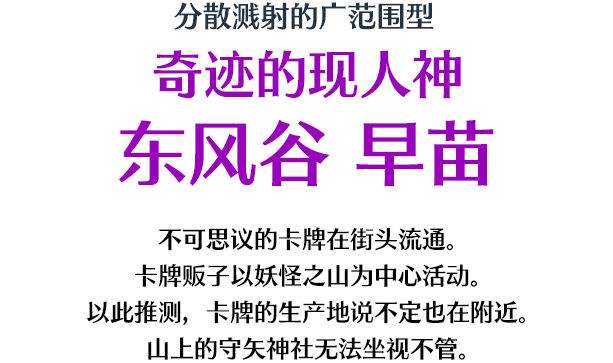 分散溅射的广范围型
奇迹的现人神
东风谷 早苗
不可思议的卡牌在街头流通。
卡牌贩子以妖怪之山为中心活动。
以此推测，卡牌的生产地说不定也在附近。
山上的守矢神社无法坐视不管。